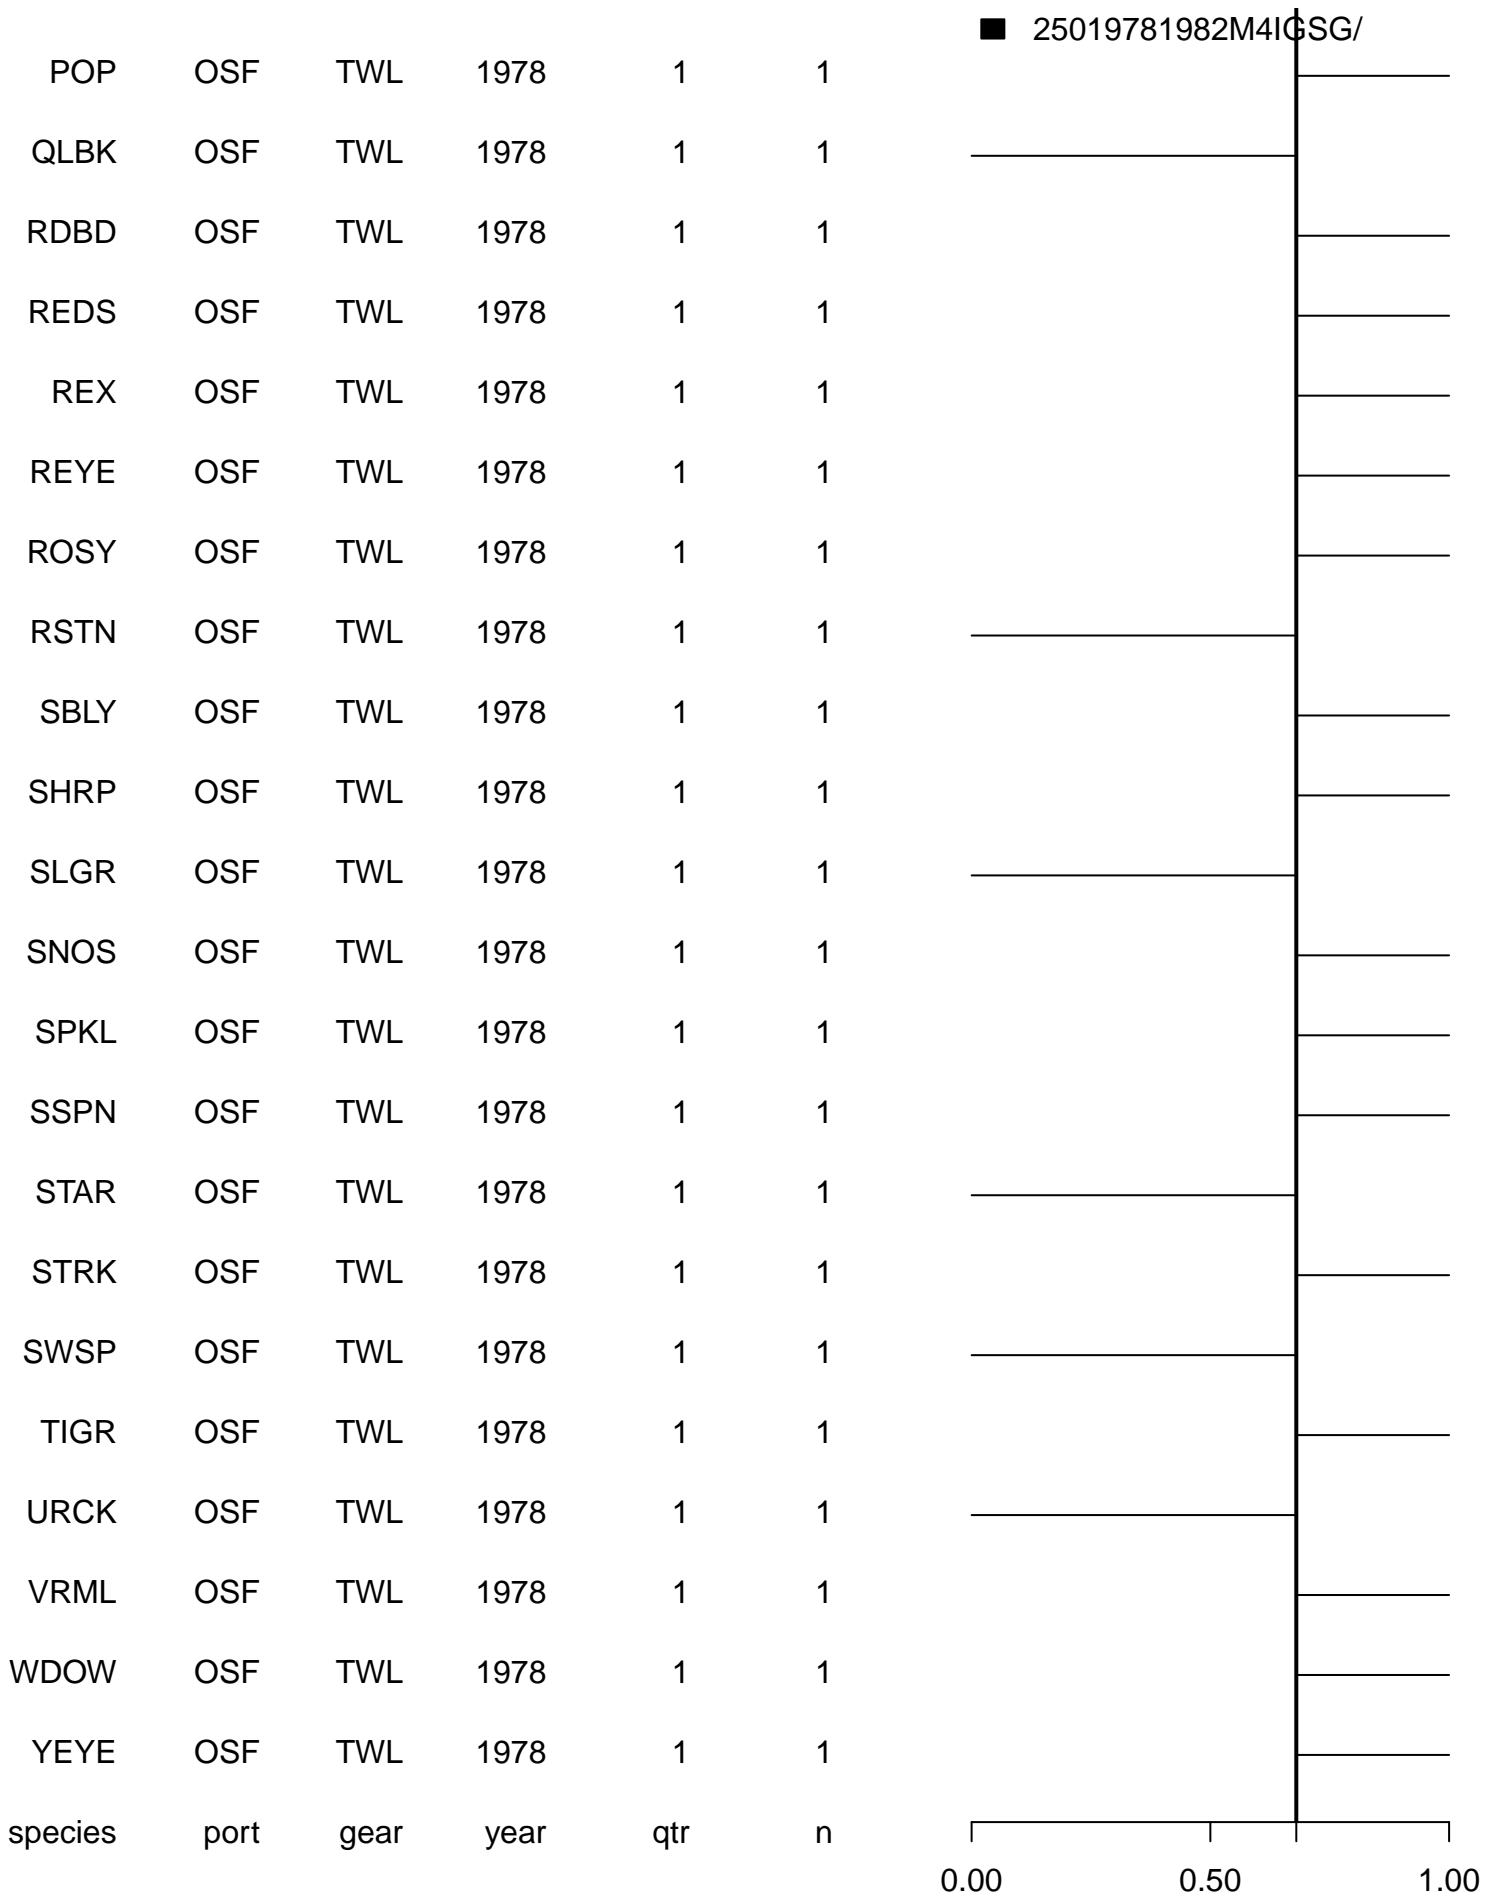 25019781982M4IGSG/
POP OSF TWL 1978 1 1
QLBK OSF TWL 1978 1 1
RDBD OSF TWL 1978 1 1
REDS OSF TWL 1978 1 1
REX OSF TWL 1978 1 1
REYE OSF TWL 1978 1 1
ROSY OSF TWL 1978 1 1
RSTN OSF TWL 1978 1 1
SBLY OSF TWL 1978 1 1
SHRP OSF TWL 1978 1 1
SLGR OSF TWL 1978 1 1
SNOS OSF TWL 1978 1 1
SPKL OSF TWL 1978 1 1
SSPN OSF TWL 1978 1 1
STAR OSF TWL 1978 1 1
STRK OSF TWL 1978 1 1
SWSP OSF TWL 1978 1 1
TIGR OSF TWL 1978 1 1
URCK OSF TWL 1978 1 1
VRML OSF TWL 1978 1 1
WDOW OSF TWL 1978 1 1
YEYE OSF TWL 1978 1 1
species port gear year qtr n
0.00 0.50 1.00